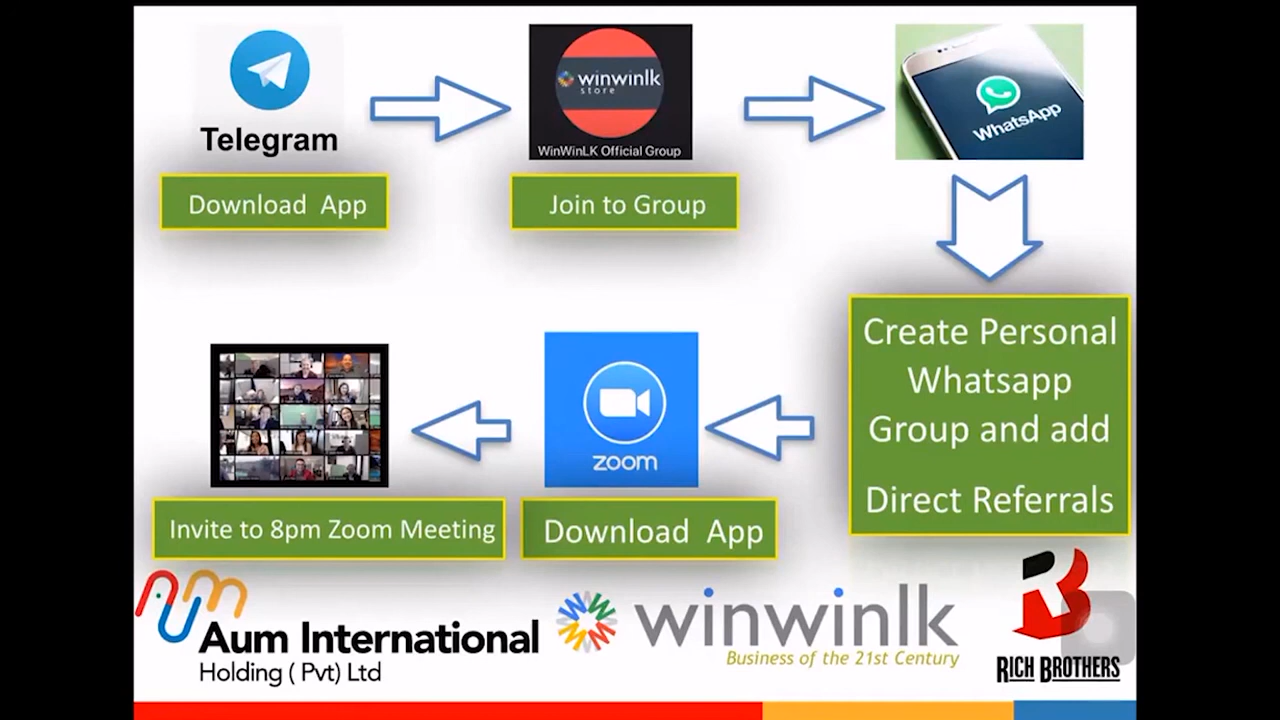 Telegram
Download App
winwinlk
store
WinWinLK Official Group
Join to Group
WhatsApp
Create Personal
Whatsapp
Group and add
Direct Referrals
zoom
Download App
Invite to 8pm Zoom Meeting
Aum International
Holding ( Pvt) Ltd
winwinlk
Business of the 21st Century
RICH BROTHERS